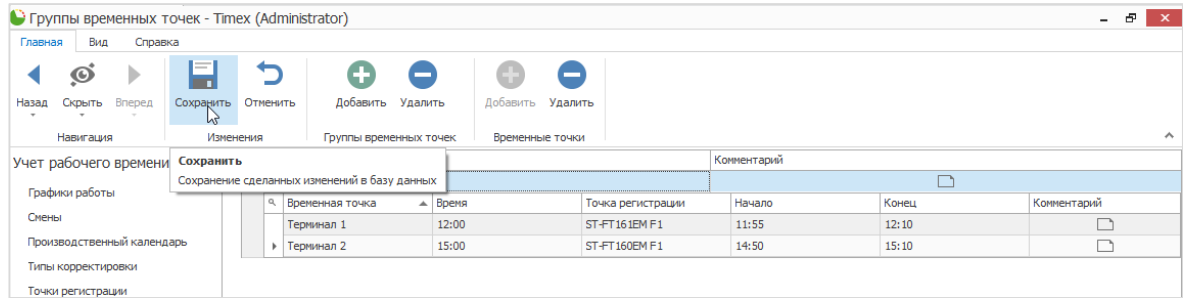 Группы временных точек - Timex (Administrator)
Главная Вид Справка
Назад Скрыть Вперед Сохранить Отменить Добавить Удалить Добавить Удалить
Навигация Изменения Группы временных точек Временные точки
Учет рабочего времени
Сохранить
Сохранение сделанных изменений в базу данных
Комментарий
Графики работы
Смены
Производственный календарь
Типы корректировки
Точки регистрации
Временная точка Время Точка регистрации Начало Конец Комментарий
Терминал 1 12:00 ST-FT161EM F1 11:55 12:10
Терминал 2 15:00 ST-FT160EM F1 14:50 15:10